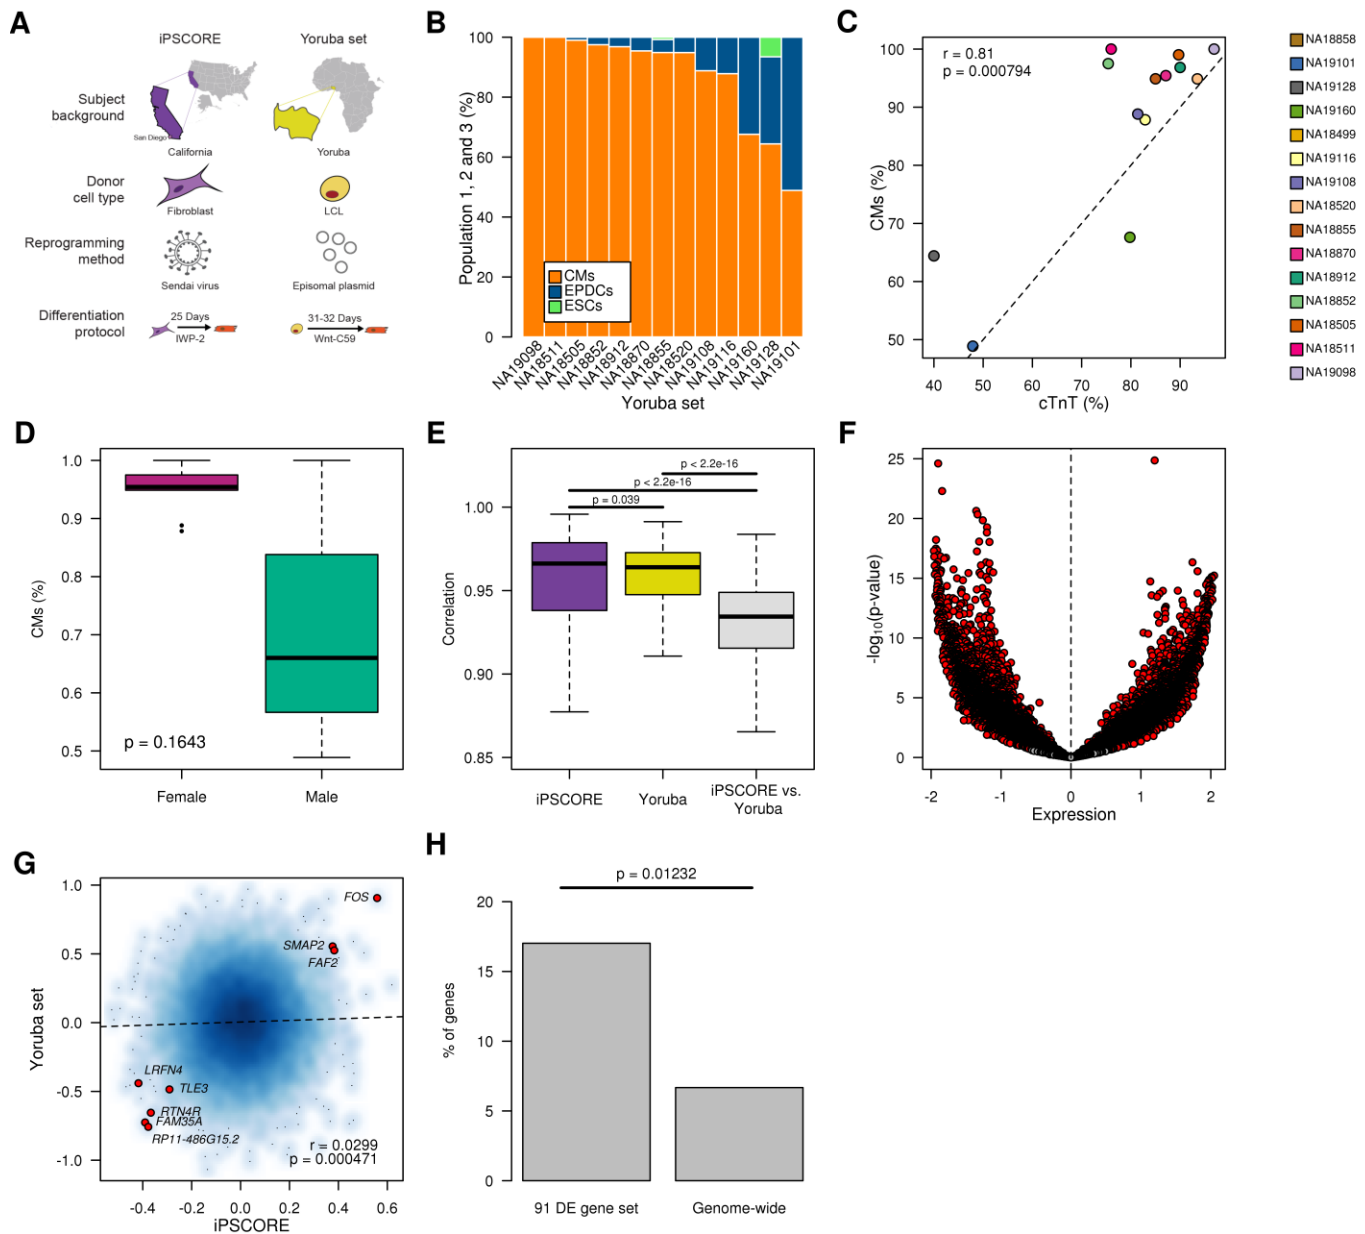 A
iPSCORE
Yoruba set
Subject
background
San Diego
California
Yoruba
Donor
cell type
Fibroblast
LCL
Reprogramming
method
Sendai virus
Episomal plasmid
Differentiation
protocol
25 Days
IWP-2
31-32 Days
Wnt-C59
B
Population 1, 2 and 3 (%)
100
80
60
40
20
0
CMs
EPDCs
ESCs
NA19098
NA18511
NA18505
NA18852
NA18912
NA18870
NA18855
NA18520
NA19108
NA19116
NA19160
NA19128
NA19101
Yoruba set
C
r = 0.81
p = 0.000794
CMs (%)
100
90
80
70
60
50
40
50
60
70
80
90
cTnT (%)
NA18858
NA19101
NA19128
NA19160
NA18499
NA19116
NA19108
NA18520
NA18855
NA18870
NA18912
NA18852
NA18505
NA18511
NA19098
D
CMs (%)
1.0
0.9
0.8
0.7
0.6
0.5
p = 0.1643
Female
Male
E
Correlation
1.00
0.95
0.90
0.85
p < 2.2e-16
p < 2.2e-16
p = 0.039
iPSCORE
Yoruba
iPSCORE vs.
Yoruba
F
-log10(p-value)
25
20
15
10
5
0
-2
-1
0
1
2
Expression
G
Yoruba set
1.0
0.5
0.0
-0.5
-1.0
FOS
SMAP2
FAF2
LRFN4
TLE3
RTN4R
FAM35A
RP11-486G15.2
r = 0.0299
p = 0.000471
-0.4
-0.2
0.0
0.2
0.4
0.6
iPSCORE
H
p = 0.01232
% of genes
20
15
10
5
0
91 DE gene set
Genome-wide